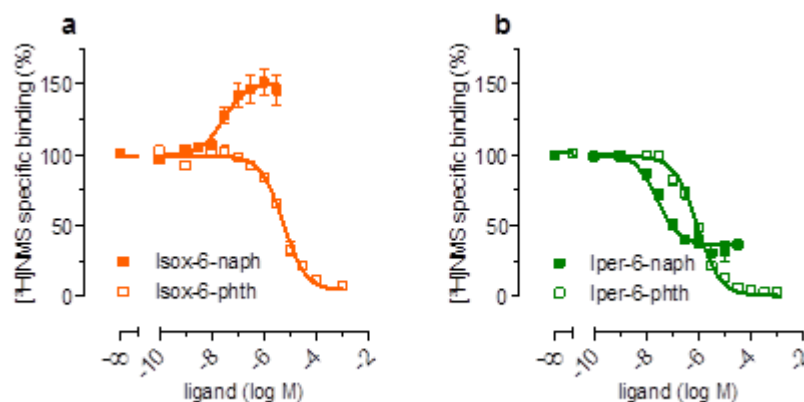 a
[³H]NMS specific binding (%)
150
100
50
0
Isox-6-naph
Isox-6-phth
-∞
-10
-8
-6
-4
-2
ligand (log M)
b
[³H]NMS specific binding (%)
150
100
50
0
Iper-6-naph
Iper-6-phth
-∞
-10
-8
-6
-4
-2
ligand (log M)